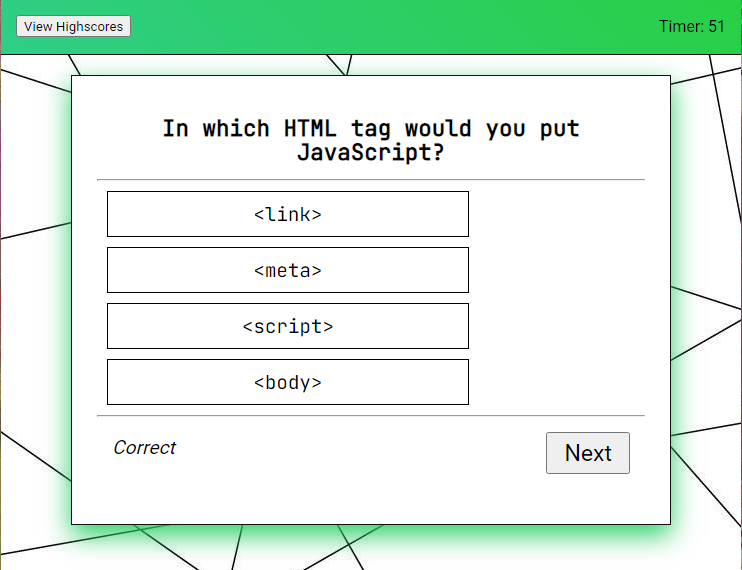 View Highscores
Timer: 51
In which HTML tag would you put
JavaScript?
<link>
<meta>
<script>
<body>
Correct
Next